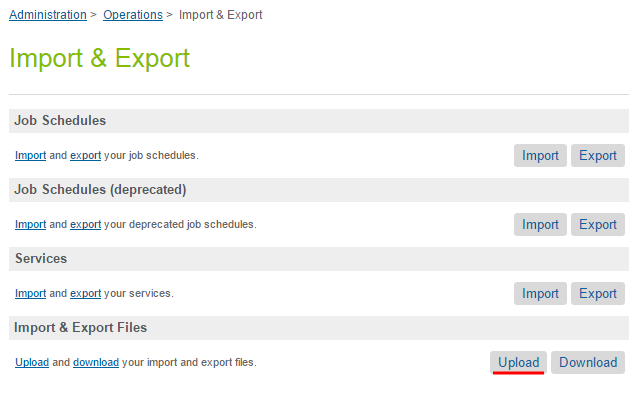 Administration > Operations > Import & Export
Import & Export
Job Schedules
Import and export your job schedules. Import Export
Job Schedules (deprecated)
Import and export your deprecated job schedules. Import Export
Services
Import and export your services. Import Export
Import & Export Files
Upload and download your import and export files. Upload Download